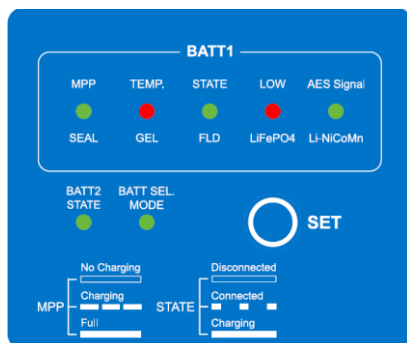 BATT1
MPP TEMP. STATE LOW AES Signal
SEAL GEL FLD LiFePO4 Li-NiCoMn
BATT2 STATE
BATT SEL. MODE
SET
MPP
No Charging
Charging
Full
STATE
Disconnected
Connected
Charging